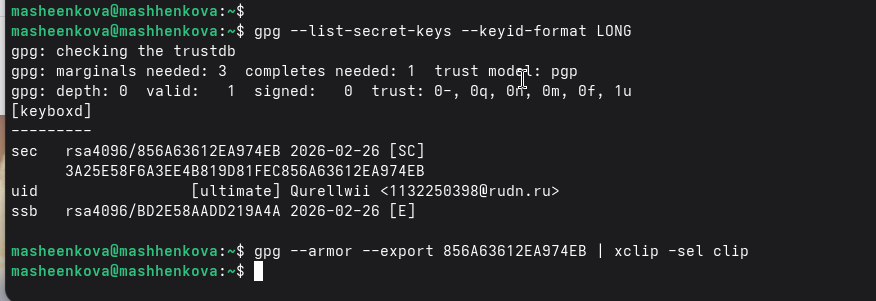 masheenkova@mashhenkova:~$
masheenkova@mashhenkova:~$ gpg --list-secret-keys --keyid-format LONG
gpg: checking the trustdb
gpg: marginals needed: 3  completes needed: 1  trust model: pgp
gpg: depth: 0  valid:   1  signed:   0  trust: 0-, 0q, 0n, 0m, 0f, 1u
[keyboxd]
---------
sec   rsa4096/856A63612EA974EB 2026-02-26 [SC]
      3A25E58F6A3EE4B819D81FEC856A63612EA974EB
uid                 [ultimate] Qurellwii <1132250398@rudn.ru>
ssb   rsa4096/BD2E58AADD219A4A 2026-02-26 [E]

masheenkova@mashhenkova:~$ gpg --armor --export 856A63612EA974EB | xclip -sel clip
masheenkova@mashhenkova:~$